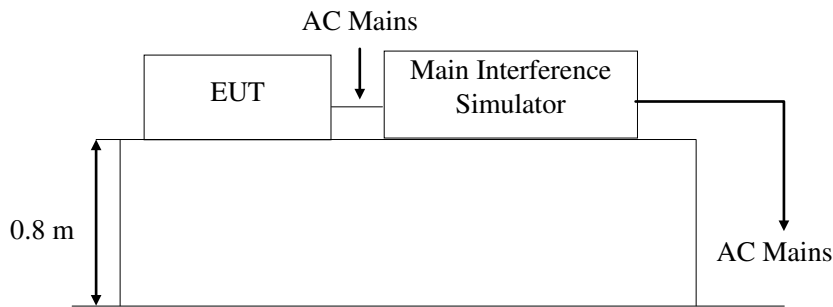 AC Mains
EUT
Main Interference
Simulator
0.8 m
AC Mains